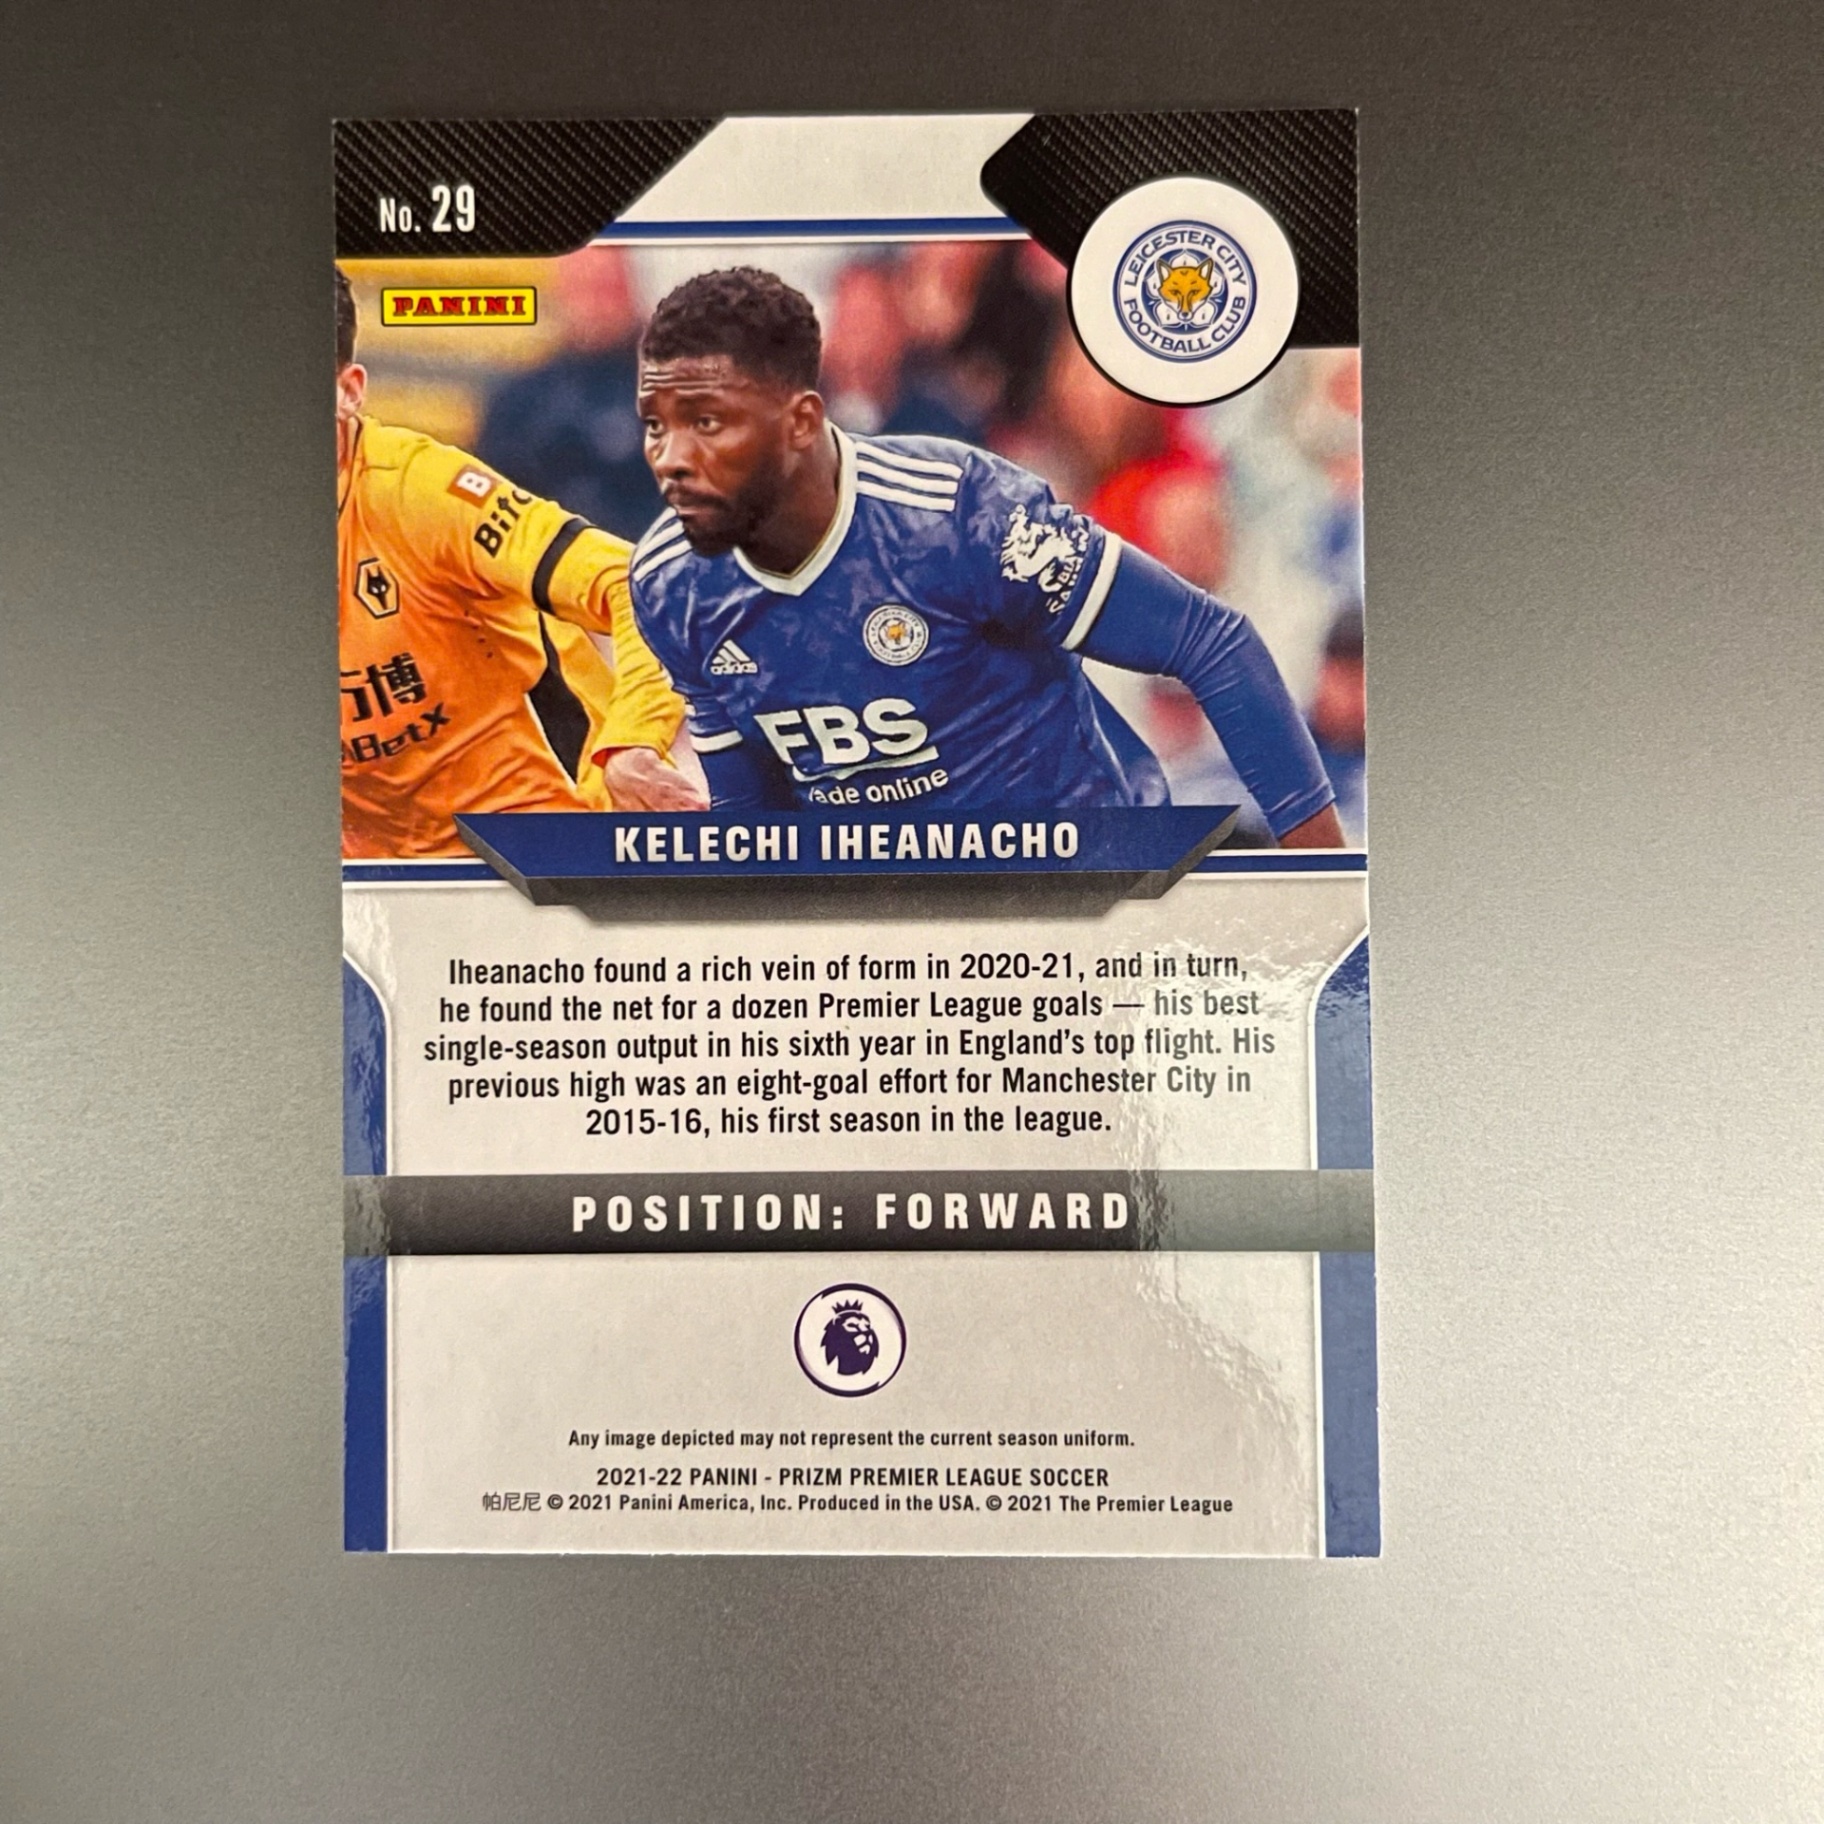 No. 29
PANINI
LEICESTER CITY
FOOTBALL CLUB
B
博
BetX
adidas
FBS
ade online
KELECHI IHEANACHO
Iheanacho found a rich vein of form in 2020-21, and in turn,
he found the net for a dozen Premier League goals — his best
single-season output in his sixth year in England's top flight. His
previous high was an eight-goal effort for Manchester City in
2015-16, his first season in the league.
POSITION: FORWARD
Any image depicted may not represent the current season uniform.
2021-22 PANINI - PRIZM PREMIER LEAGUE SOCCER
帕尼尼 © 2021 Panini America, Inc. Produced in the USA. © 2021 The Premier League